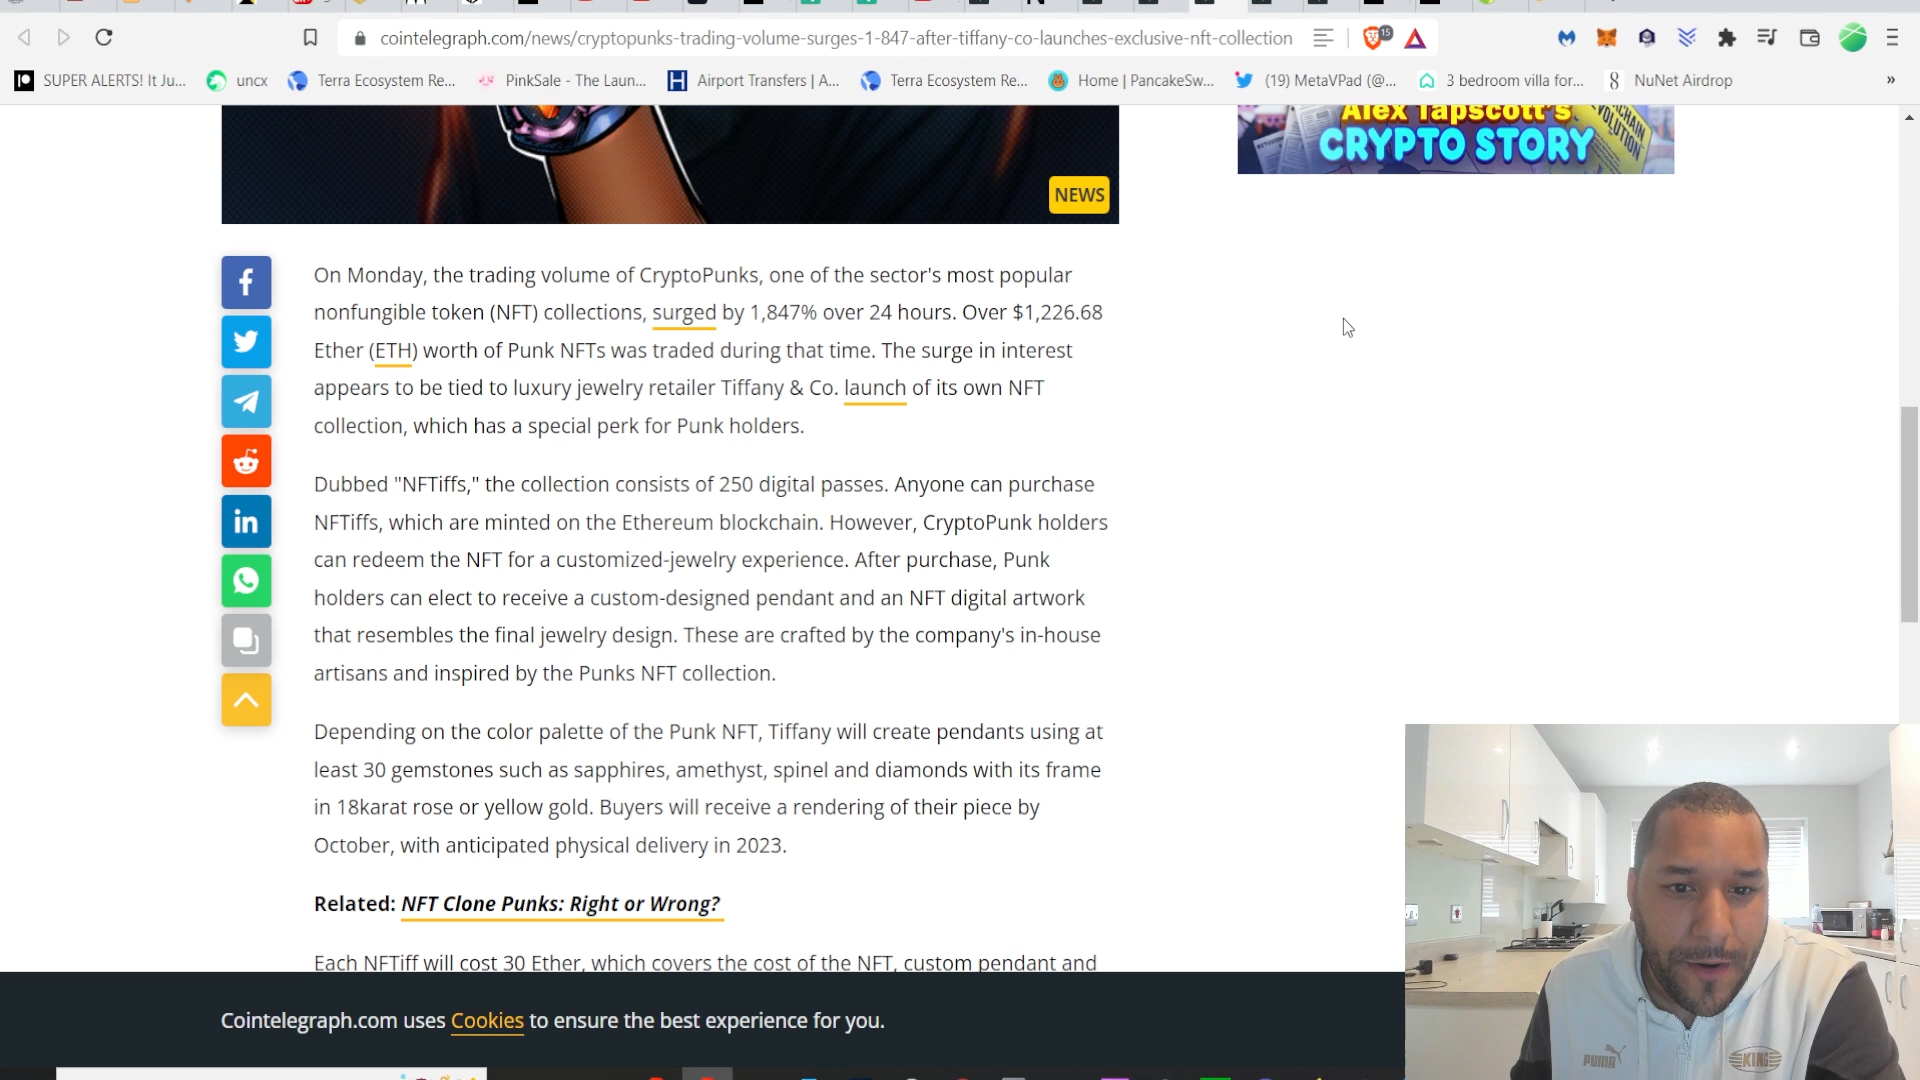 cointelegraph.com/news/cryptopunks-trading-volume-surges-1-847-after-tiffany-co-launches-exclusive-nft-collection
15
SUPER ALERTS! It Ju...
uncx
Terra Ecosystem Re...
PinkSale - The Laun...
Airport Transfers | A...
Terra Ecosystem Re...
Home | PancakeSw...
(19) MetaVPad (@...
3 bedroom villa for...
NuNet Airdrop
»
Alex Tapscott's
CRYPTO STORY
NEWS
On Monday, the trading volume of CryptoPunks, one of the sector's most popular
nonfungible token (NFT) collections, surged by 1,847% over 24 hours. Over $1,226.68
Ether (ETH) worth of Punk NFTs was traded during that time. The surge in interest
appears to be tied to luxury jewelry retailer Tiffany & Co. launch of its own NFT
collection, which has a special perk for Punk holders.
Dubbed "NFTiffs," the collection consists of 250 digital passes. Anyone can purchase
NFTiffs, which are minted on the Ethereum blockchain. However, CryptoPunk holders
can redeem the NFT for a customized-jewelry experience. After purchase, Punk
holders can elect to receive a custom-designed pendant and an NFT digital artwork
that resembles the final jewelry design. These are crafted by the company's in-house
artisans and inspired by the Punks NFT collection.
Depending on the color palette of the Punk NFT, Tiffany will create pendants using at
least 30 gemstones such as sapphires, amethyst, spinel and diamonds with its frame
in 18karat rose or yellow gold. Buyers will receive a rendering of their piece by
October, with anticipated physical delivery in 2023.
Related: NFT Clone Punks: Right or Wrong?
Each NFTiff will cost 30 Ether, which covers the cost of the NFT, custom pendant and
Cointelegraph.com uses Cookies to ensure the best experience for you.
PUMA
KING